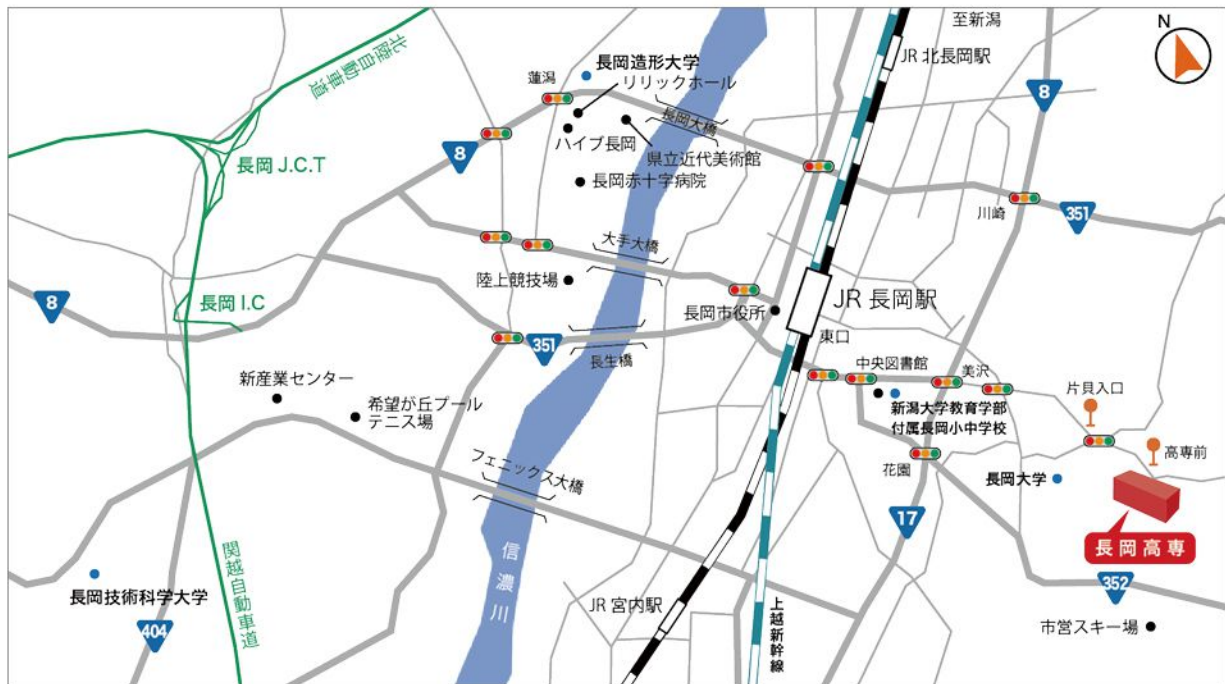 至新潟
N
JR 北長岡駅
北陸自動車道
長岡造形大学
リリックホール
蓮潟
8
長岡大橋
ハイブ長岡
県立近代美術館
8
長岡 J.C.T
長岡赤十字病院
川崎
351
大手大橋
陸上競技場
長岡 I.C
8
長岡市役所
JR 長岡駅
東口
351
長生橋
中央図書館
美沢
新産業センター
希望が丘プール
テニス場
新潟大学教育学部
付属長岡小中学校
片貝入口
高専前
フェニックス大橋
花園
長岡大学
17
長岡高専
信濃川
関越自動車道
352
長岡技術科学大学
JR 宮内駅
上越新幹線
404
市営スキー場